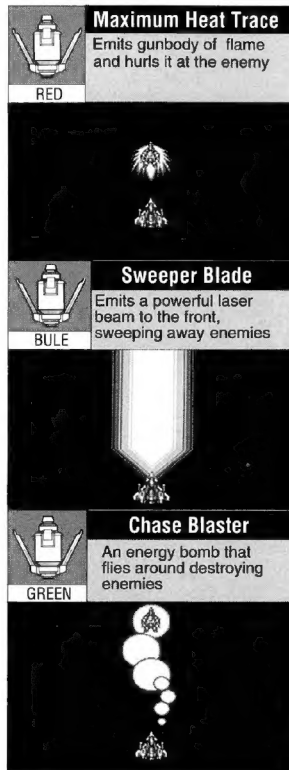 Maximum Heat Trace
Emits gunbody of flame
and hurls it at the enemy
RED
Sweeper Blade
Emits a powerful laser
beam to the front,
sweeping away enemies
BULE
Chase Blaster
An energy bomb that
flies around destroying
enemies
GREEN